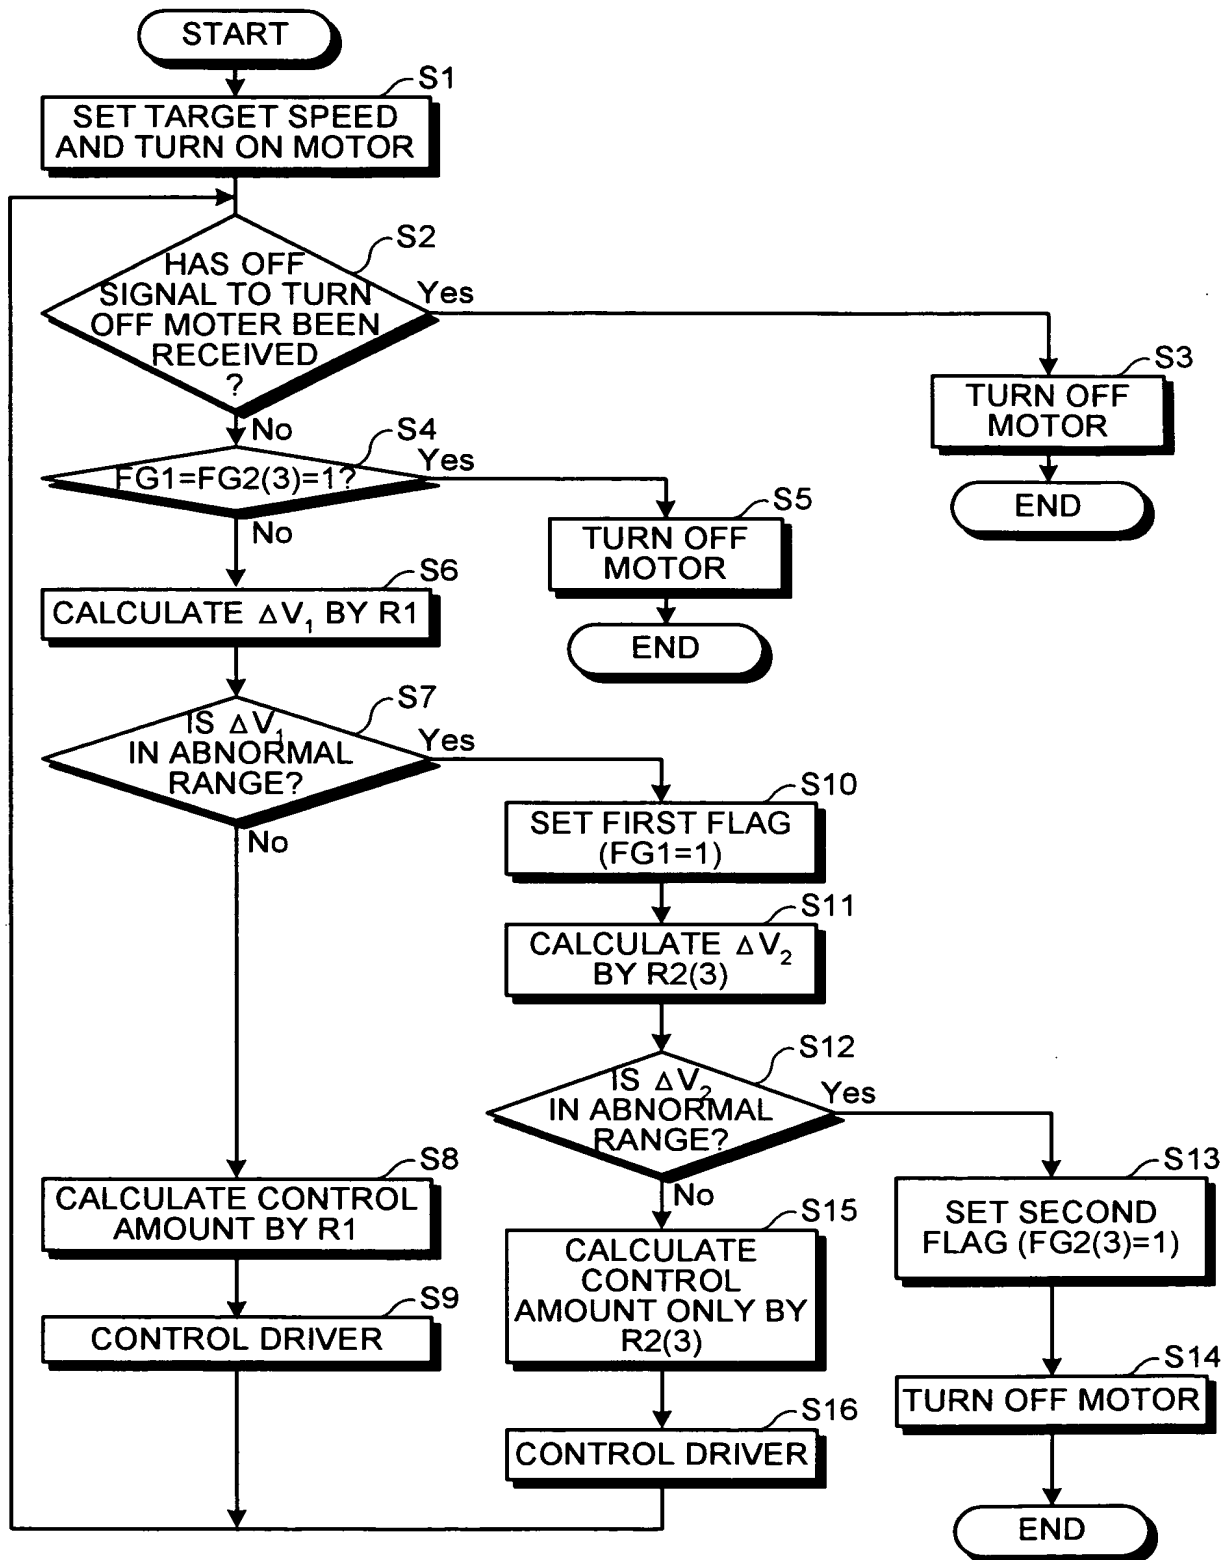 START
S1
SET TARGET SPEED
AND TURN ON MOTOR
S2
HAS OFF
SIGNAL TO TURN
OFF MOTER BEEN
RECEIVED
?
Yes
No
S3
TURN OFF
MOTOR
END
S4
FG1=FG2(3)=1?
Yes
No
S5
TURN OFF
MOTOR
END
S6
CALCULATE ΔV₁ BY R1
S7
IS ΔV₁
IN ABNORMAL
RANGE?
Yes
No
S10
SET FIRST FLAG
(FG1=1)
S11
CALCULATE ΔV₂
BY R2(3)
S12
IS ΔV₂
IN ABNORMAL
RANGE?
Yes
No
S8
CALCULATE CONTROL
AMOUNT BY R1
S9
CONTROL DRIVER
S15
CALCULATE
CONTROL
AMOUNT ONLY BY
R2(3)
S16
CONTROL DRIVER
S13
SET SECOND
FLAG (FG2(3)=1)
S14
TURN OFF MOTOR
END